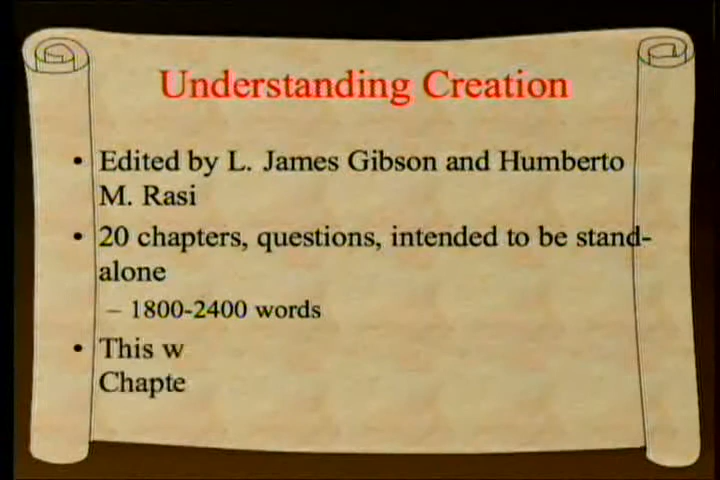 Understanding Creation
• Edited by L. James Gibson and Humberto
M. Rasi
• 20 chapters, questions, intended to be stand-
alone
– 1800-2400 words
• This w
Chapte